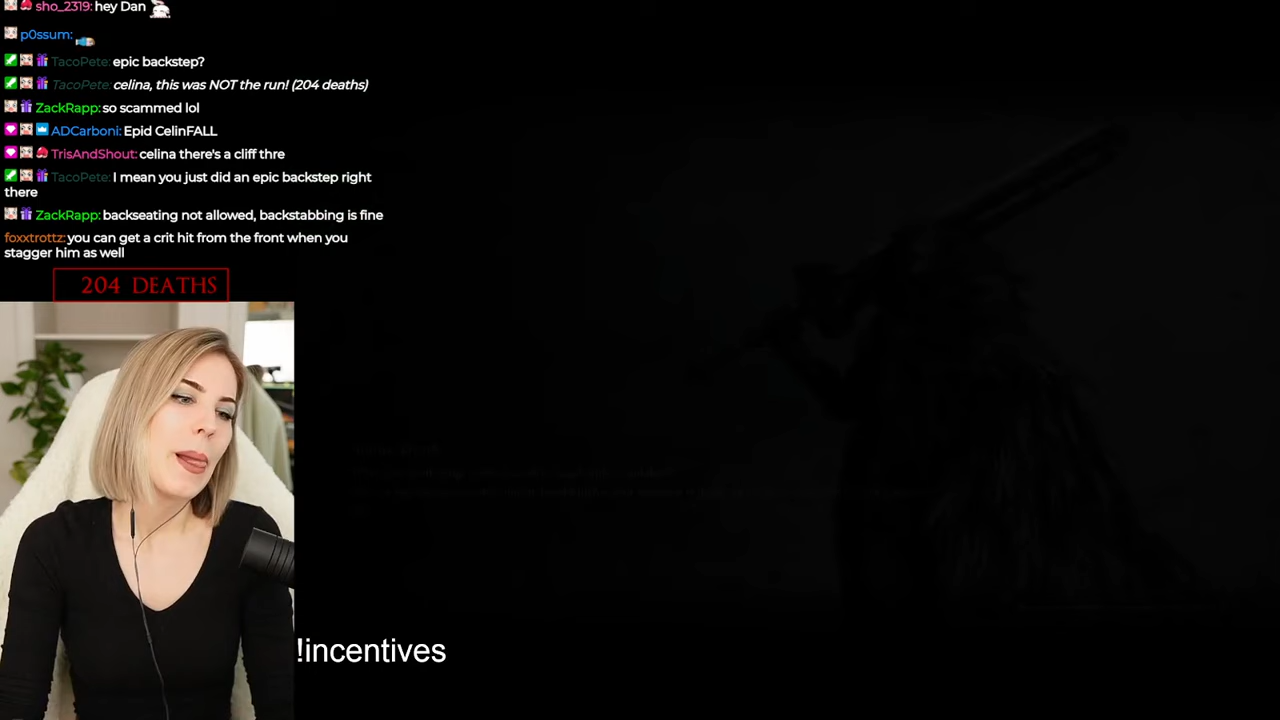 sho_2319: hey Dan
p0ssum:
TacoPete: epic backstep?
TacoPete: celina, this was NOT the run! (204 deaths)
ZackRapp: so scammed lol
ADCarboni: Epid CelinFALL
TrisAndShout: celina there's a cliff thre
TacoPete: I mean you just did an epic backstep right
there
ZackRapp: backseating not allowed, backstabbing is fine
foxxtrottz: you can get a crit hit from the front when you
stagger him as well
204 DEATHS
!incentives